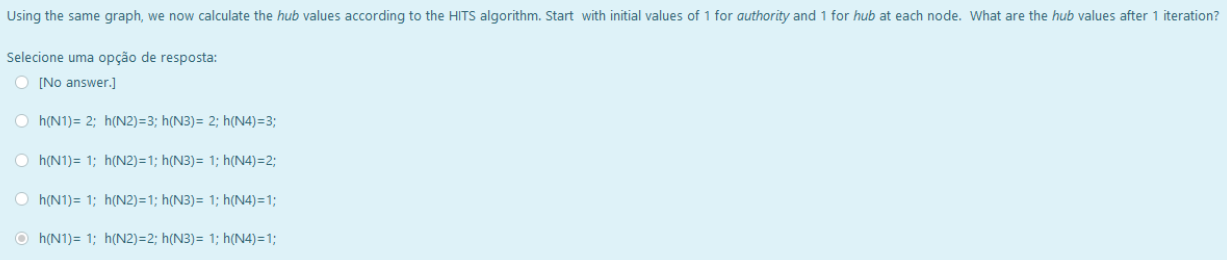 Using the same graph, we now calculate the hub values according to the HITS algorithm. Start with initial values of 1 for authority and 1 for hub at each node. What are the hub values after 1 iteration?
Selecione uma opção de resposta:
[No answer.]
h(N1)= 2; h(N2)=3; h(N3)= 2; h(N4)=3;
h(N1)= 1; h(N2)=1; h(N3)= 1; h(N4)=2;
h(N1)= 1; h(N2)=1; h(N3)= 1; h(N4)=1;
h(N1)= 1; h(N2)=2; h(N3)= 1; h(N4)=1;